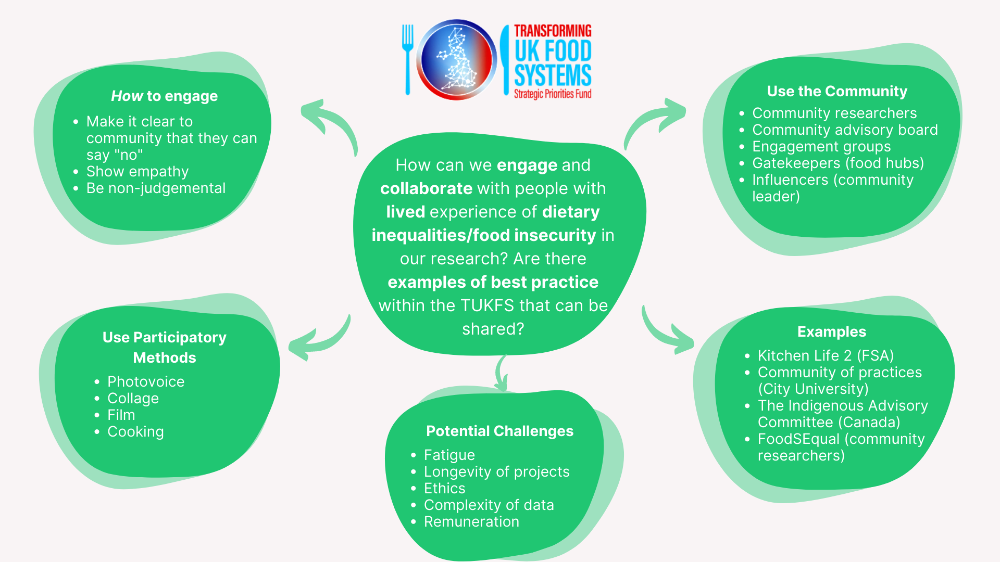 TRANSFORMING
UK FOOD
SYSTEMS
Strategic Priorities Fund
How can we engage and
collaborate with people with
lived experience of dietary
inequalities/food insecurity in
our research? Are there
examples of best practice
within the TUKFS that can be
shared?
How to engage
• Make it clear to
community that they can
say "no"
• Show empathy
• Be non-judgemental
Use the Community
• Community researchers
• Community advisory board
• Engagement groups
• Gatekeepers (food hubs)
• Influencers (community
leader)
Use Participatory
Methods
• Photovoice
• Collage
• Film
• Cooking
Potential Challenges
• Fatigue
• Longevity of projects
• Ethics
• Complexity of data
• Remuneration
Examples
• Kitchen Life 2 (FSA)
• Community of practices
(City University)
• The Indigenous Advisory
Committee (Canada)
• FoodSEqual (community
researchers)